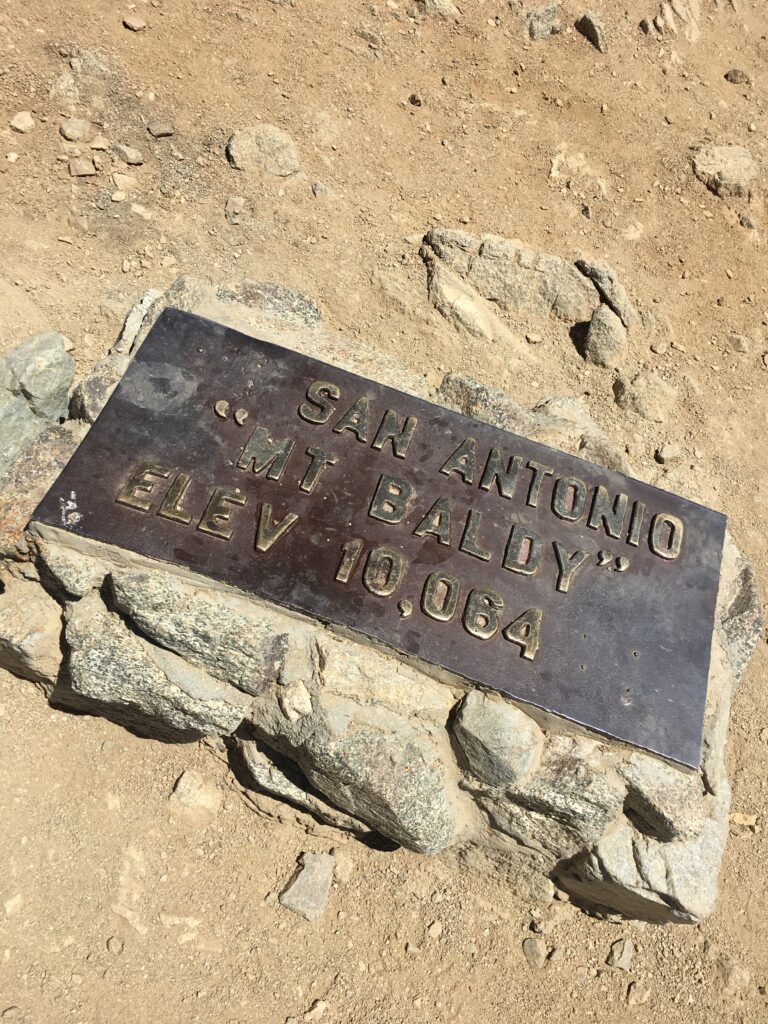 SAN ANTONIO
“MT BALDY”
ELEV 10,064